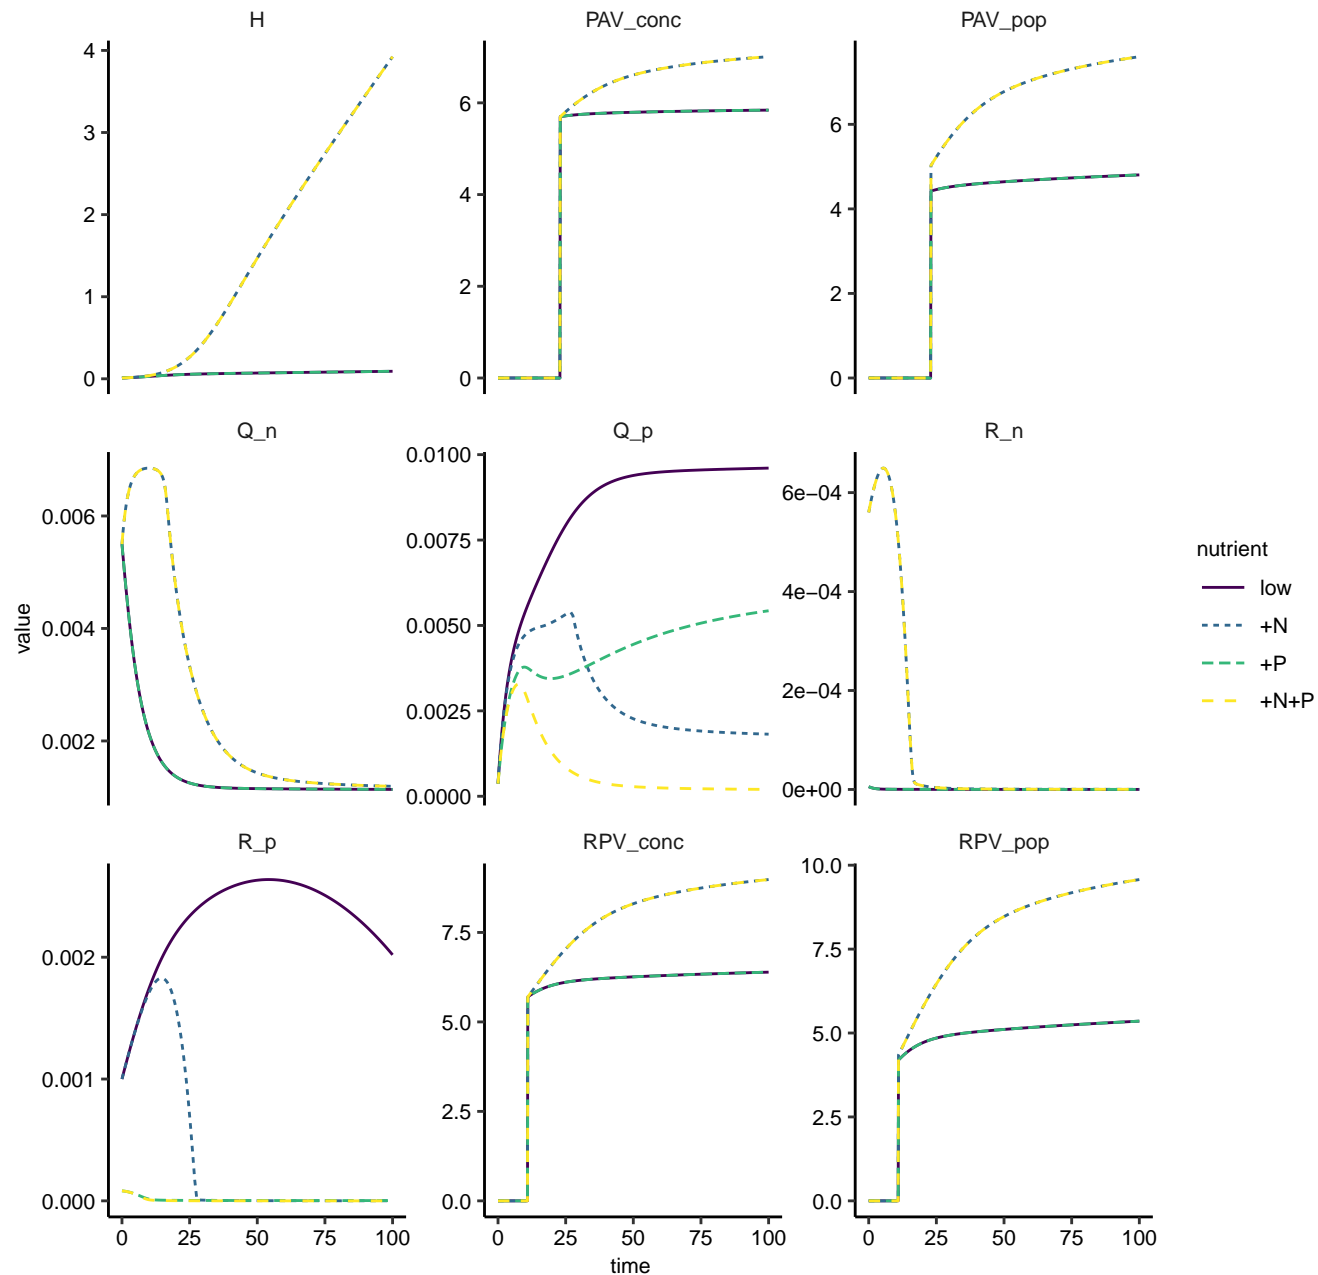 H PAV_conc PAV_pop
4
3
2
1
0
6
4
2
0
6
4
2
0
Q_n Q_p R_n
0.006
0.004
0.002
0.0100
0.0075
0.0050
0.0025
0.0000
6e−04
4e−04
2e−04
0e+00
R_p RPV_conc RPV_pop
0.002
0.001
0.000
7.5
5.0
2.5
0.0
10.0
7.5
5.0
2.5
0.0
0 25 50 75 100
0 25 50 75 100
0 25 50 75 100
time
value
nutrient
low
+N
+P
+N+P